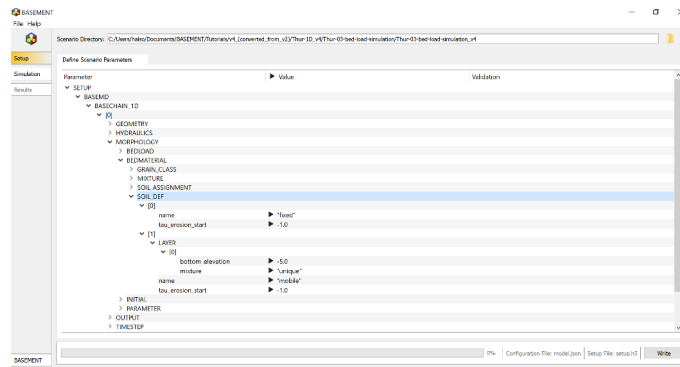 BASEMENT
File Help
Scenario Directory: C:/Users/halso/Documents/BASEMENT/Tutorials/v4_(converted_from_v2)/Thur-1D_v4/Thur-03-bed-load-simulation/Thur-03-bed-load-simulation_v4
Setup
Simulation
Results
Define Scenario Parameters
Parameter Value Validation
SETUP
BASEMD
BASECHAIN_1D
[0]
GEOMETRY
HYDRAULICS
MORPHOLOGY
BEDLOAD
BEDMATERIAL
GRAIN_CLASS
MIXTURE
SOIL_ASSIGNMENT
SOIL_DEF
[0]
name "fixed"
tau_erosion_start -1.0
[1]
LAYER
[0]
bottom_elevation -5.0
mixture "unique"
name "mobile"
tau_erosion_start -1.0
INITIAL
PARAMETER
OUTPUT
TIMESTEP
0% Configuration File: model.json Setup File: setup.h5 Write
BASEMENT